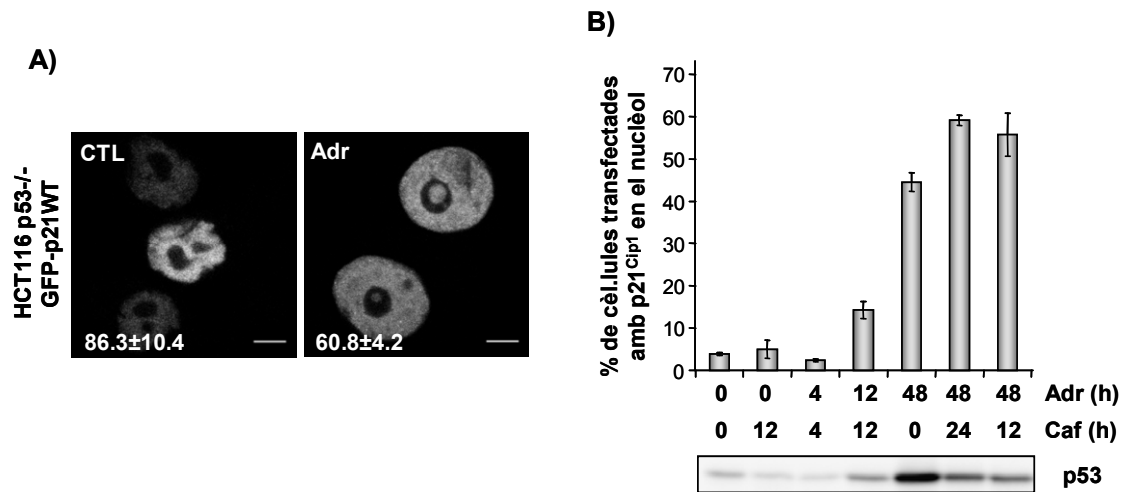 A)
HCT116 p53-/-
GFP-p21WT
CTL
86.3±10.4
Adr
60.8±4.2
B)
% de cèl.lules transfectades
amb p21Cip1 en el nuclèol
70
60
50
40
30
20
10
0
0 0 4 12 48 48 48 Adr (h)
0 12 4 12 0 24 12 Caf (h)
p53